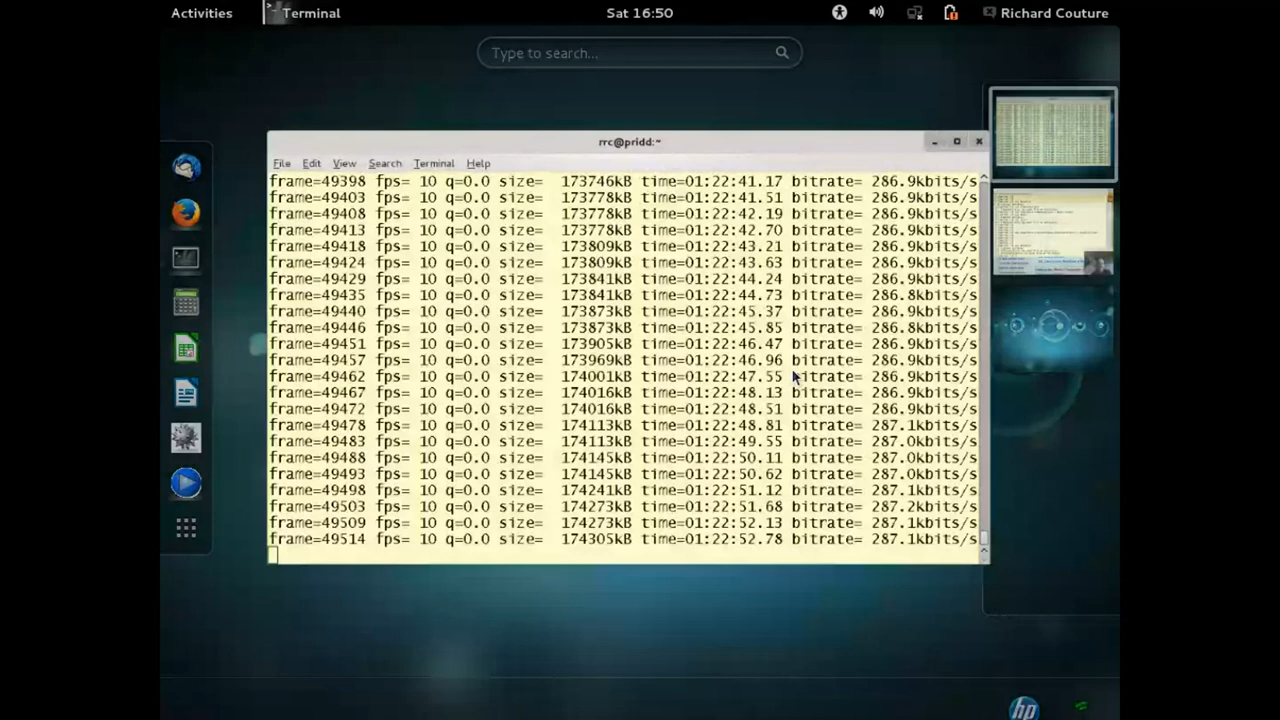 Activities Terminal Sat 16:50 Richard Couture
Type to search...
rrc@pridd:~
File Edit View Search Terminal Help
frame=49398 fps= 10 q=0.0 size= 173746kB time=01:22:41.17 bitrate= 286.9kbits/s
frame=49403 fps= 10 q=0.0 size= 173778kB time=01:22:41.51 bitrate= 286.9kbits/s
frame=49408 fps= 10 q=0.0 size= 173778kB time=01:22:42.19 bitrate= 286.9kbits/s
frame=49413 fps= 10 q=0.0 size= 173778kB time=01:22:42.70 bitrate= 286.9kbits/s
frame=49418 fps= 10 q=0.0 size= 173809kB time=01:22:43.21 bitrate= 286.9kbits/s
frame=49424 fps= 10 q=0.0 size= 173809kB time=01:22:43.63 bitrate= 286.9kbits/s
frame=49430 fps= 10 q=0.0 size= 173841kB time=01:22:44.24 bitrate= 286.9kbits/s
frame=49435 fps= 10 q=0.0 size= 173841kB time=01:22:44.73 bitrate= 286.8kbits/s
frame=49440 fps= 10 q=0.0 size= 173873kB time=01:22:45.37 bitrate= 286.9kbits/s
frame=49446 fps= 10 q=0.0 size= 173873kB time=01:22:45.85 bitrate= 286.8kbits/s
frame=49451 fps= 10 q=0.0 size= 173905kB time=01:22:46.47 bitrate= 286.9kbits/s
frame=49457 fps= 10 q=0.0 size= 173969kB time=01:22:46.96 bitrate= 286.9kbits/s
frame=49462 fps= 10 q=0.0 size= 174001kB time=01:22:47.55 bitrate= 286.9kbits/s
frame=49467 fps= 10 q=0.0 size= 174016kB time=01:22:48.13 bitrate= 286.9kbits/s
frame=49472 fps= 10 q=0.0 size= 174016kB time=01:22:48.51 bitrate= 286.9kbits/s
frame=49478 fps= 10 q=0.0 size= 174113kB time=01:22:48.81 bitrate= 287.1kbits/s
frame=49483 fps= 10 q=0.0 size= 174113kB time=01:22:49.55 bitrate= 287.0kbits/s
frame=49488 fps= 10 q=0.0 size= 174145kB time=01:22:50.11 bitrate= 287.0kbits/s
frame=49493 fps= 10 q=0.0 size= 174145kB time=01:22:50.62 bitrate= 287.0kbits/s
frame=49498 fps= 10 q=0.0 size= 174241kB time=01:22:51.12 bitrate= 287.1kbits/s
frame=49503 fps= 10 q=0.0 size= 174273kB time=01:22:51.68 bitrate= 287.2kbits/s
frame=49509 fps= 10 q=0.0 size= 174273kB time=01:22:52.13 bitrate= 287.1kbits/s
frame=49514 fps= 10 q=0.0 size= 174305kB time=01:22:52.78 bitrate= 287.1kbits/s
hp